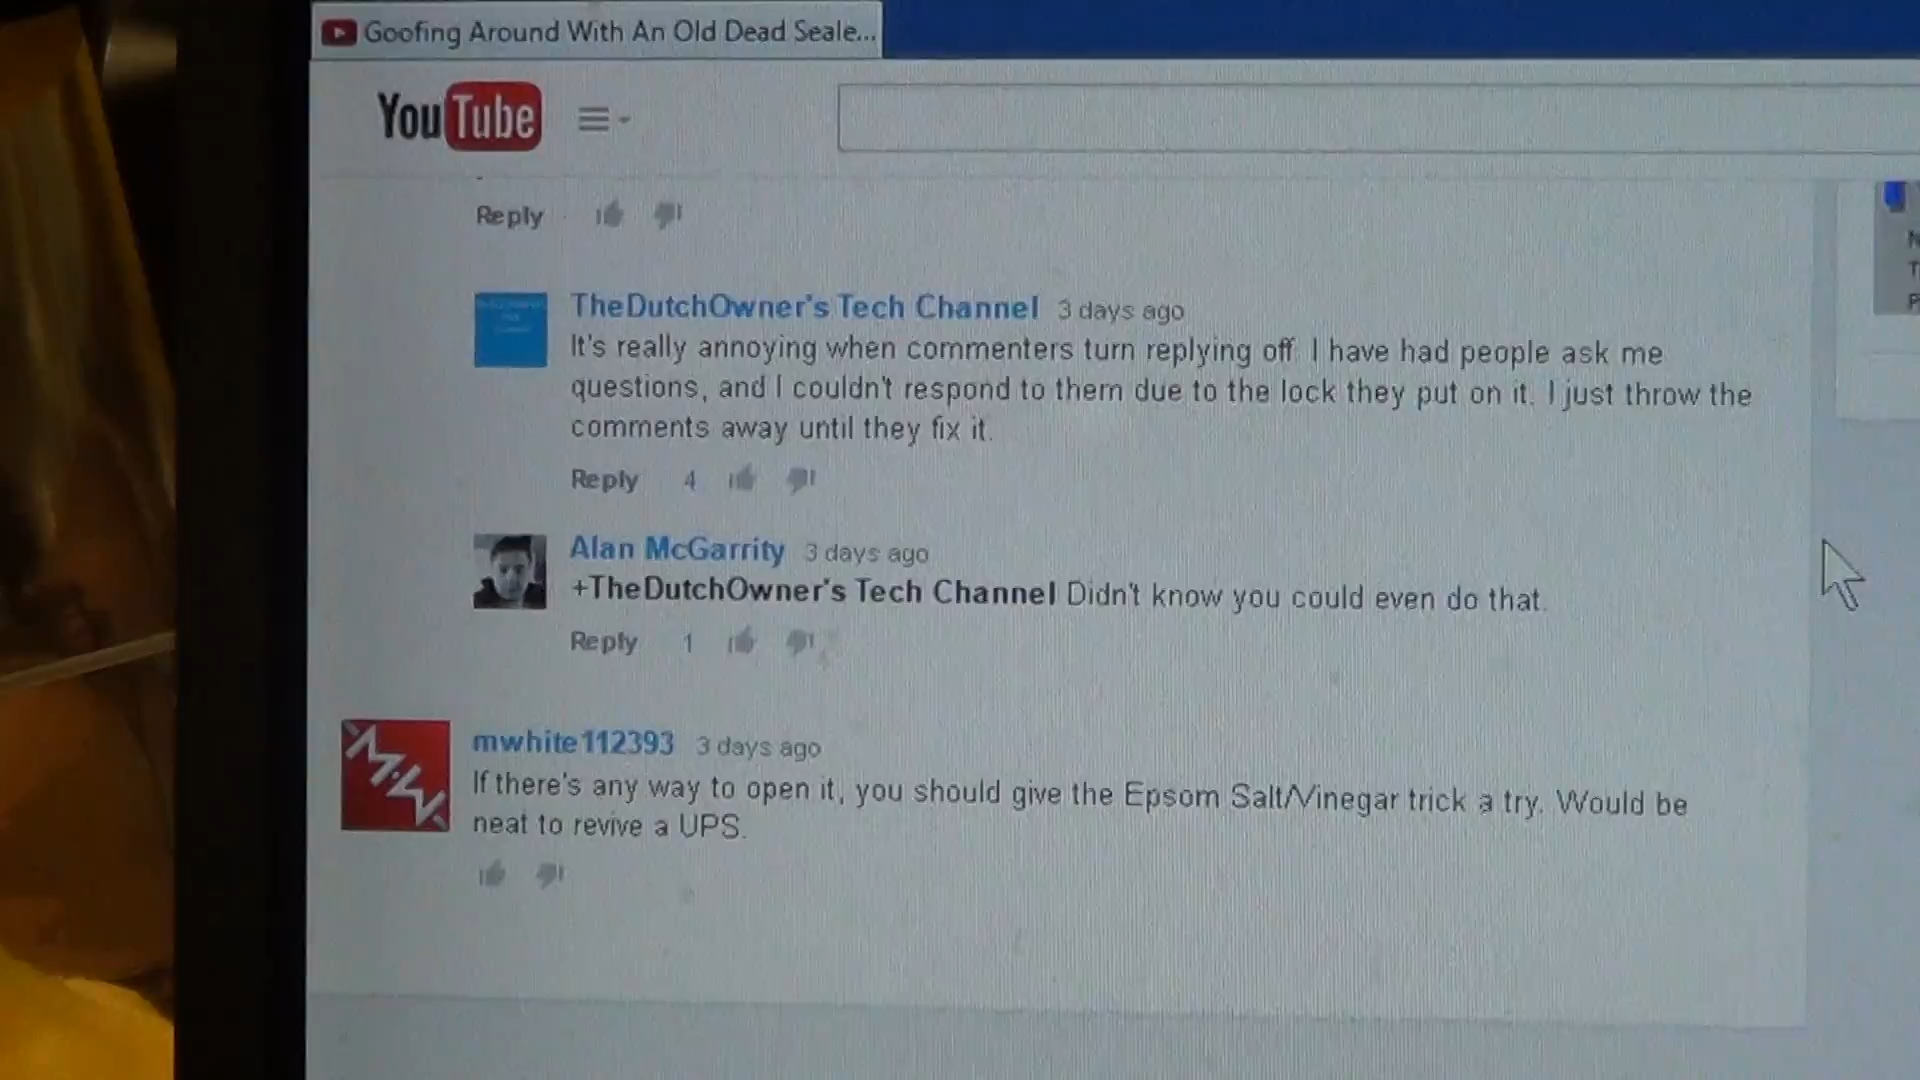 Goofing Around With An Old Dead Seale...
YouTube
Reply
TheDutchOwner's Tech Channel 3 days ago
It's really annoying when commenters turn replying off. I have had people ask me
questions, and I couldn't respond to them due to the lock they put on it. I just throw the
comments away until they fix it.
Reply 4
Alan McGarrity 3 days ago
+TheDutchOwner's Tech Channel Didn't know you could even do that.
Reply 1
M.W.
mwhite112393 3 days ago
If there's any way to open it, you should give the Epsom Salt/Vinegar trick a try. Would be
neat to revive a UPS.